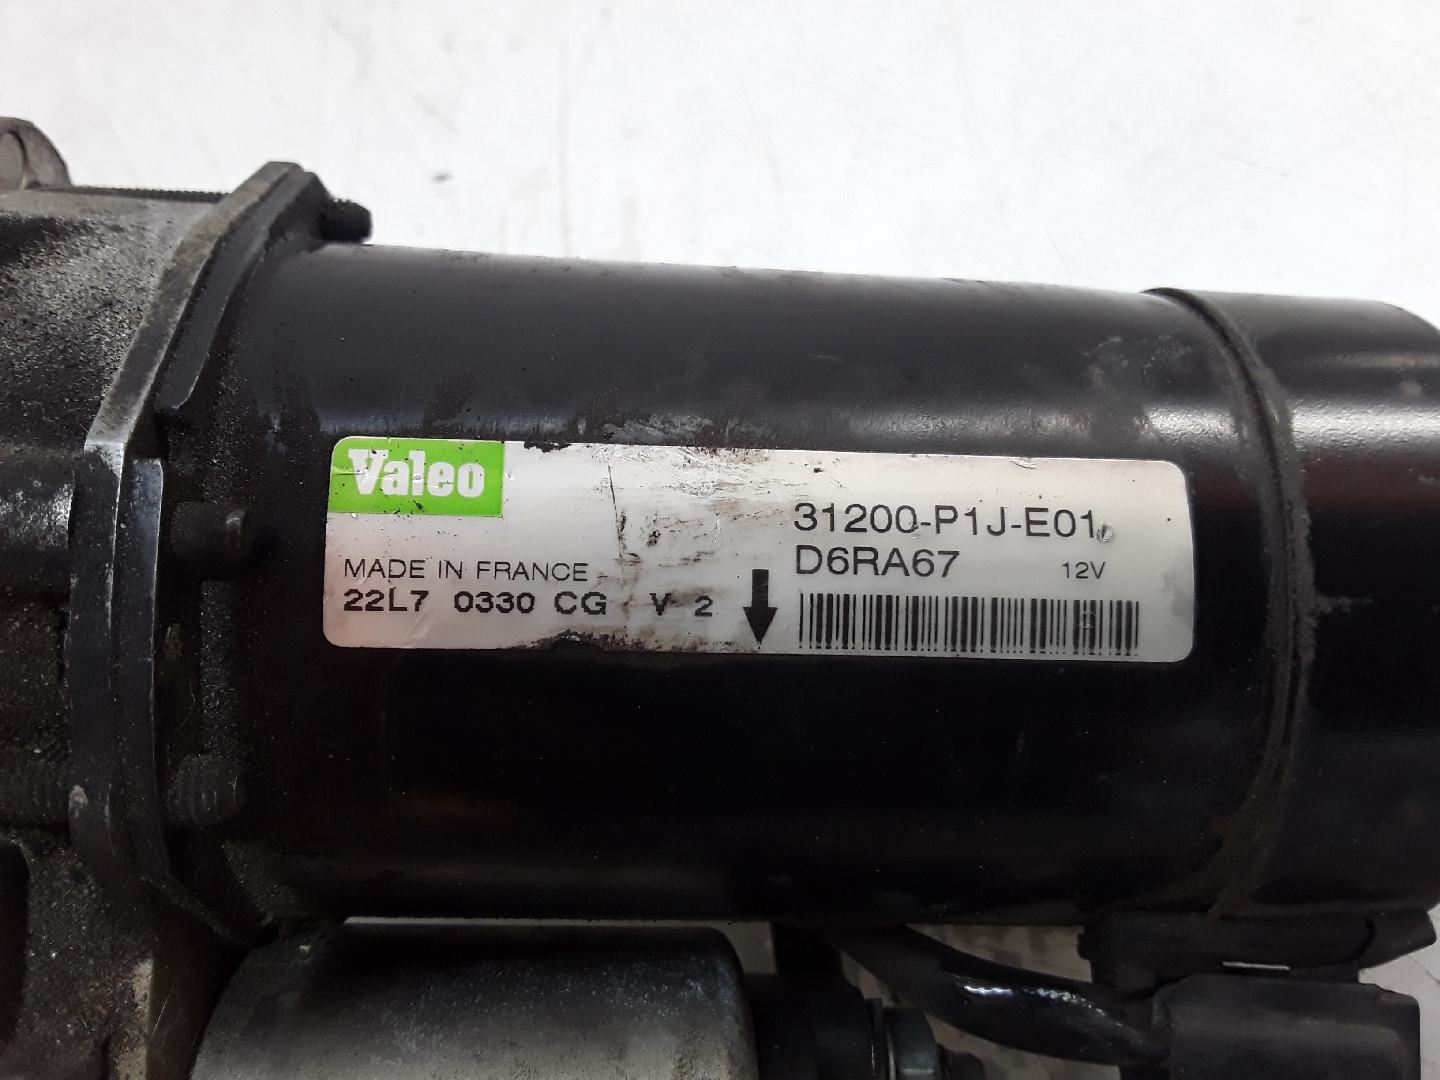 Valeo
31200-P1J-E01
D6RA67 12V
MADE IN FRANCE
22L7 0330 CG V 2